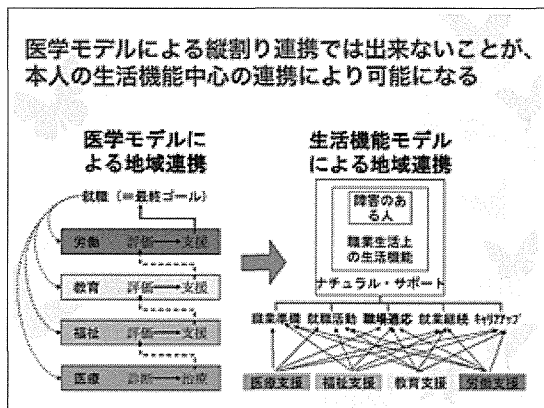 医学モデルによる縦割り連携では出来ないことが、
本人の生活機能中心の連携により可能になる
医学モデルに
よる地域連携
就職（＝最終ゴール）
労働 評価 支援
教育 評価 支援
福祉 評価 支援
医療 診断 治療
生活機能モデル
による地域連携
障害のあ
る人
職業生活上
の生活機能
ナチュラル・サポート
職業準備 就職活動 職場適応 就業継続 キャリアアップ
医療支援 福祉支援 教育支援 労働支援